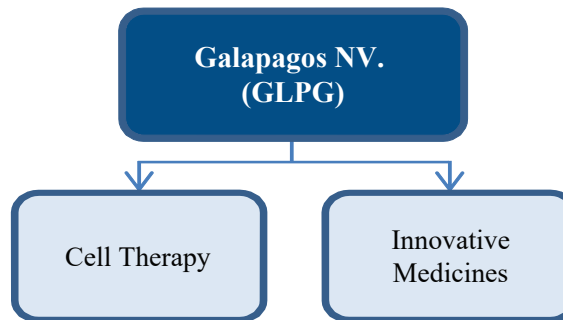 Galapagos NV.
(GLPG)
Cell Therapy
Innovative
Medicines